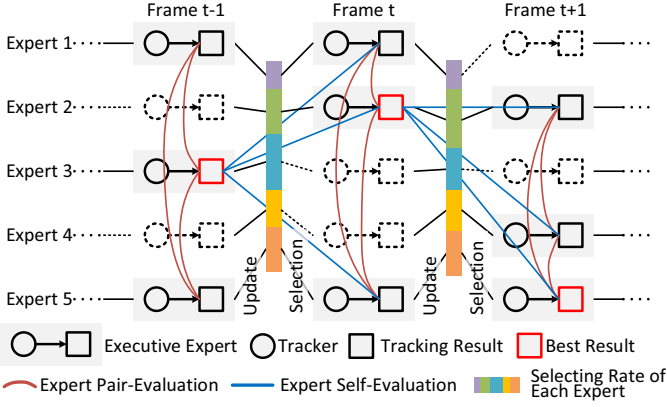 Frame t-1 Frame t Frame t+1
Expert 1
Expert 2
Expert 3
Expert 4
Expert 5
Update Selection Update Selection
Executive Expert Tracker Tracking Result Best Result
Expert Pair-Evaluation Expert Self-Evaluation Selecting Rate of
Each Expert